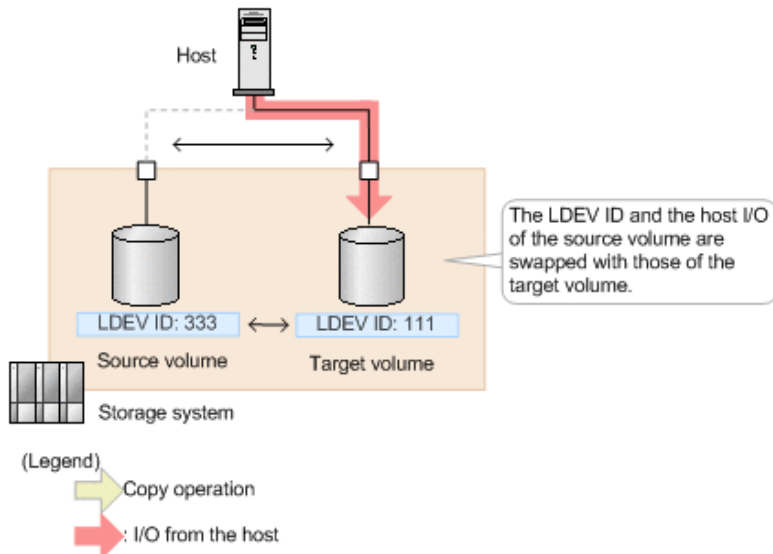 Host
The LDEV ID and the host I/O
of the source volume are
swapped with those of the
target volume.
LDEV ID: 333
LDEV ID: 111
Source volume
Target volume
Storage system
(Legend)
Copy operation
: I/O from the host